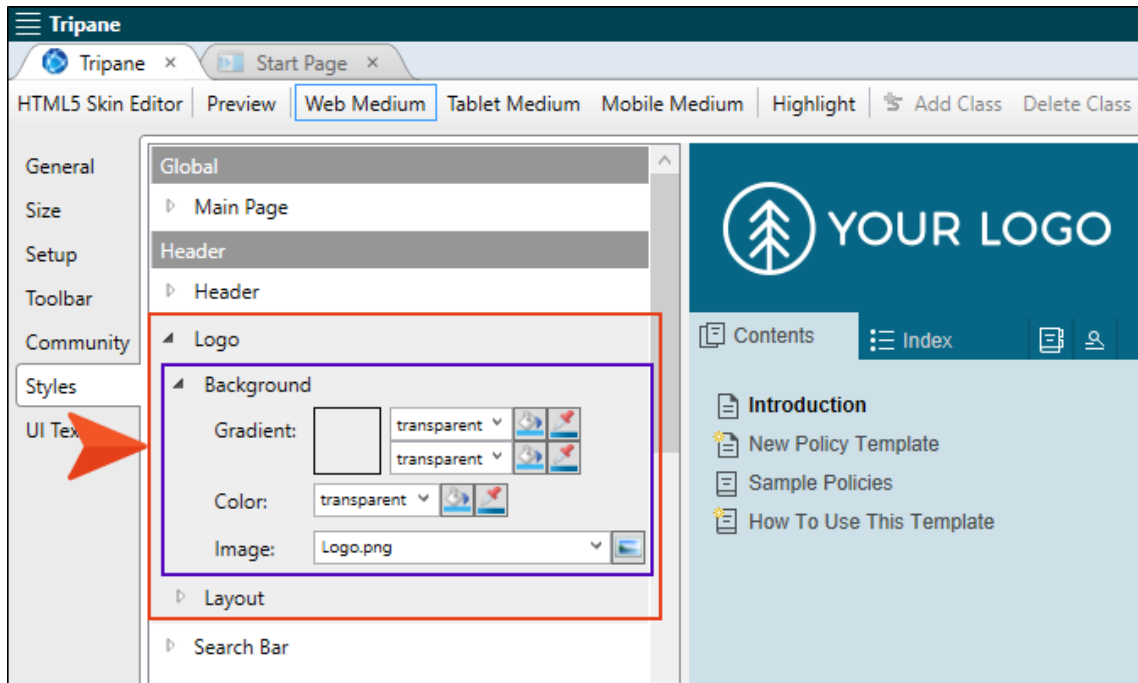 Tripane
Tripane × Start Page ×
HTML5 Skin Editor Preview Web Medium Tablet Medium Mobile Medium Highlight Add Class Delete Class
General
Size
Setup
Toolbar
Community
Styles
UI Tex
Global
Main Page
Header
Header
Logo
Background
Gradient: transparent
transparent
Color: transparent
Image: Logo.png
Layout
Search Bar
YOUR LOGO
Contents Index
Introduction
New Policy Template
Sample Policies
How To Use This Template